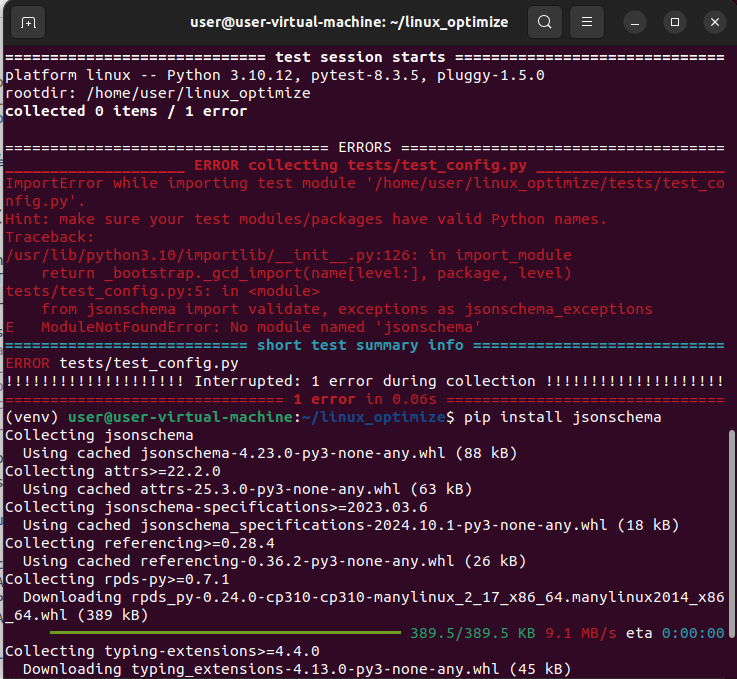 user@user-virtual-machine: ~/linux_optimize
============================= test session starts ==============================
platform linux -- Python 3.10.12, pytest-8.3.5, pluggy-1.5.0
rootdir: /home/user/linux_optimize
collected 0 items / 1 error
==================================== ERRORS ====================================
____________________ ERROR collecting tests/test_config.py _____________________
ImportError while importing test module '/home/user/linux_optimize/tests/test_co
nfig.py'.
Hint: make sure your test modules/packages have valid Python names.
Traceback:
/usr/lib/python3.10/importlib/__init__.py:126: in import_module
    return _bootstrap._gcd_import(name[level:], package, level)
tests/test_config.py:5: in <module>
    from jsonschema import validate, exceptions as jsonschema_exceptions
E   ModuleNotFoundError: No module named 'jsonschema'
=========================== short test summary info ============================
ERROR tests/test_config.py
!!!!!!!!!!!!!!!!!!!! Interrupted: 1 error during collection !!!!!!!!!!!!!!!!!!!!
=============================== 1 error in 0.06s ===============================
(venv) user@user-virtual-machine:~/linux_optimize$ pip install jsonschema
Collecting jsonschema
  Using cached jsonschema-4.23.0-py3-none-any.whl (88 kB)
Collecting attrs>=22.2.0
  Using cached attrs-25.3.0-py3-none-any.whl (63 kB)
Collecting jsonschema-specifications>=2023.03.6
  Using cached jsonschema_specifications-2024.10.1-py3-none-any.whl (18 kB)
Collecting referencing>=0.28.4
  Using cached referencing-0.36.2-py3-none-any.whl (26 kB)
Collecting rpds-py>=0.7.1
  Downloading rpds_py-0.24.0-cp310-cp310-manylinux_2_17_x86_64.manylinux2014_x86
_64.whl (389 kB)
389.5/389.5 KB 9.1 MB/s eta 0:00:00
Collecting typing-extensions>=4.4.0
  Downloading typing_extensions-4.13.0-py3-none-any.whl (45 kB)